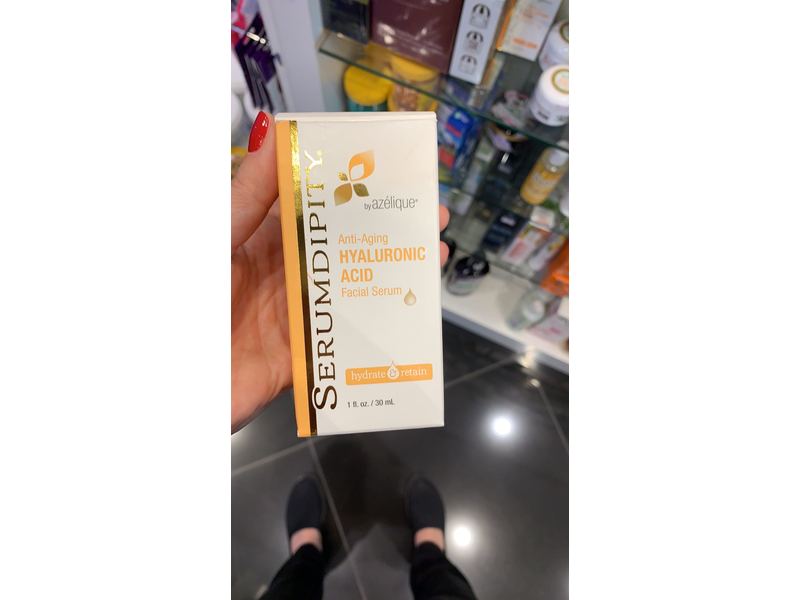 SERUMDIPITY
by azélique®
Anti-Aging
HYALURONIC
ACID
Facial Serum
hydrate & retain
1 fl. oz. / 30 mL